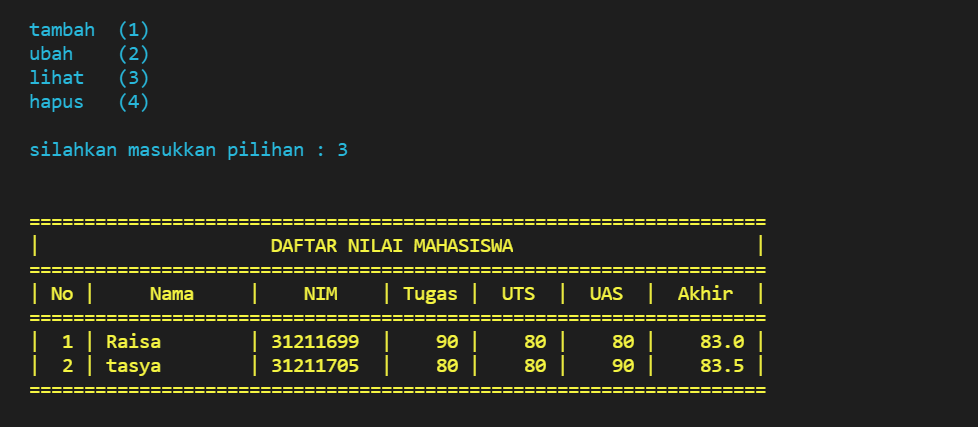 tambah  (1)
ubah    (2)
lihat   (3)
hapus   (4)
silahkan masukkan pilihan : 3
===================================================================
|                     DAFTAR NILAI MAHASISWA                      |
===================================================================
| No |     Nama     |    NIM    | Tugas |  UTS  |  UAS  |  Akhir  |
===================================================================
|  1 | Raisa        | 31211699  |    90 |    80 |    80 |    83.0 |
|  2 | tasya        | 31211705  |    80 |    80 |    90 |    83.5 |
===================================================================